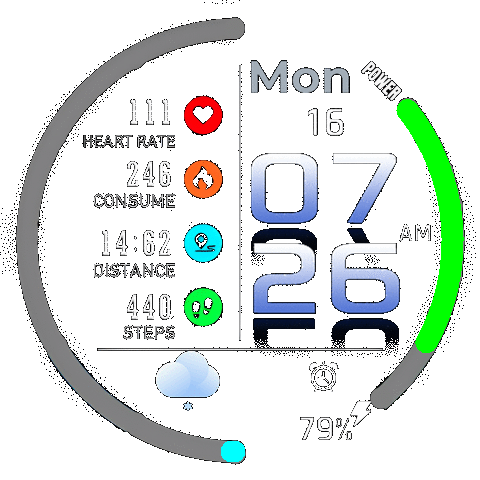 Mon
POWER
16
111
HEART RATE
246
CONSUME
14:62
DISTANCE
440
STEPS
07
AM
26
79%